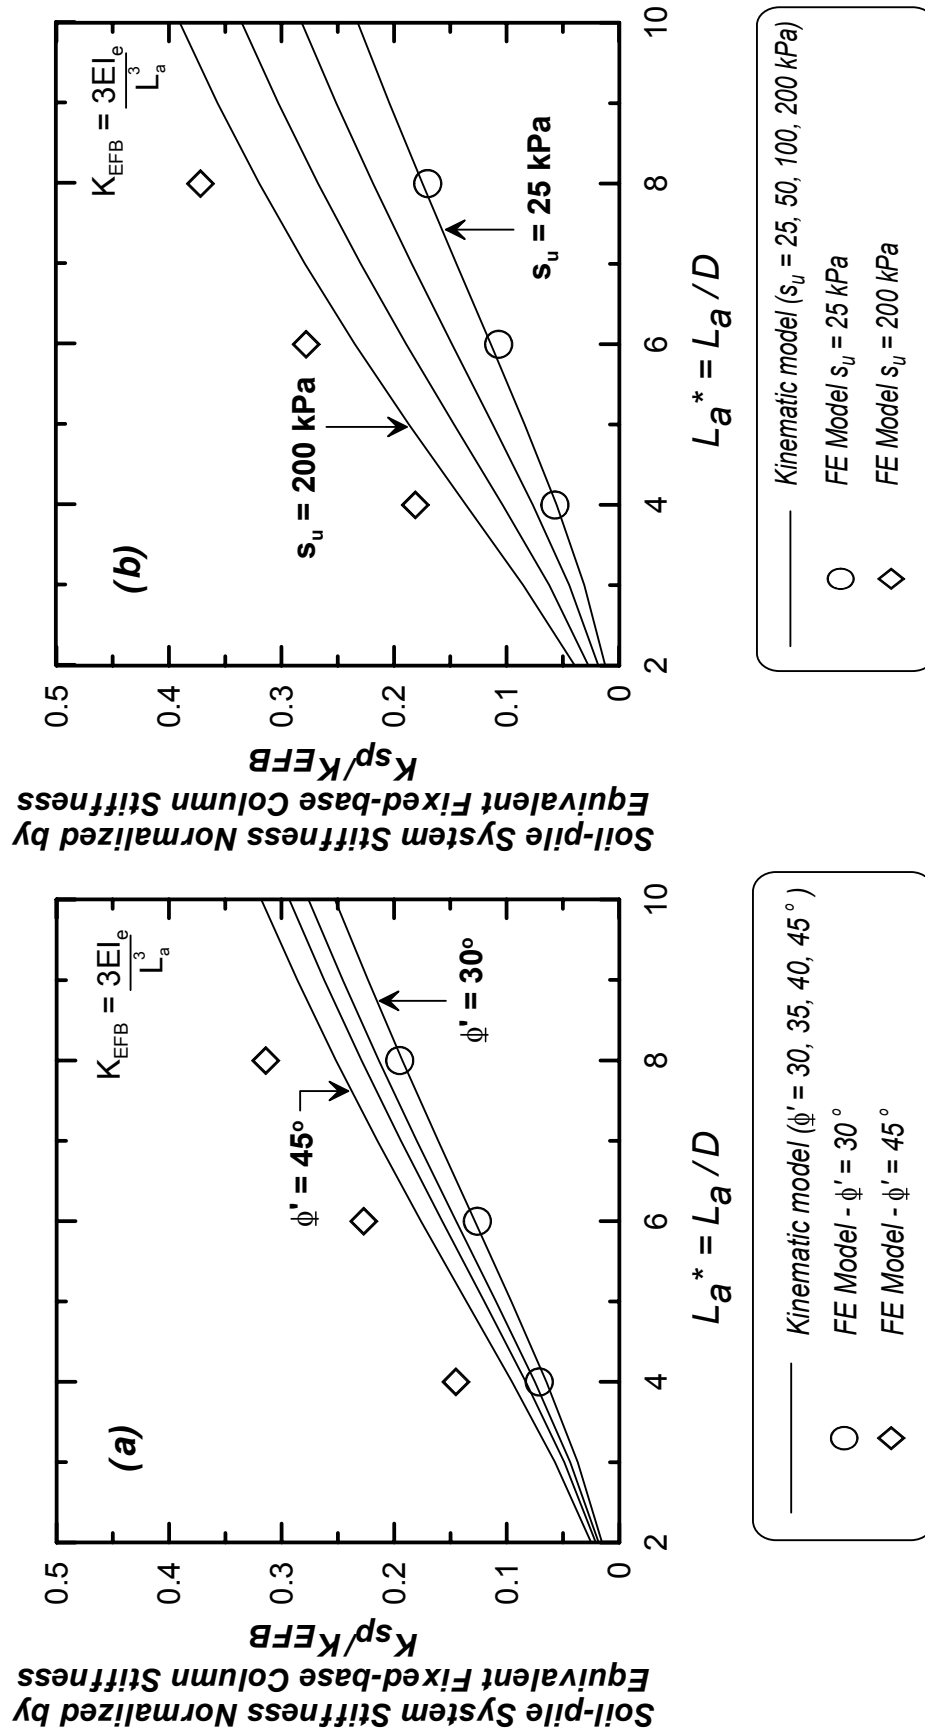 Soil-pile System Stiffness Normalized by
Equivalent Fixed-base Column Stiffness
K_sp/K_EFB
0.5
0.4
0.3
0.2
0.1
0
(a)
K_EFB = 3EI_e
L_a^3
ϕ' = 45°
ϕ' = 30°
2
4
6
8
10
L_a* = L_a/D
Kinematic model (ϕ' = 30, 35, 40, 45°)
FE Model - ϕ' = 30°
FE Model - ϕ' = 45°
Soil-pile System Stiffness Normalized by
Equivalent Fixed-base Column Stiffness
K_sp/K_EFB
0.5
0.4
0.3
0.2
0.1
0
(b)
K_EFB = 3EI_e
L_a^3
s_u = 200 kPa
s_u = 25 kPa
2
4
6
8
10
L_a* = L_a/D
Kinematic model (s_u = 25, 50, 100, 200 kPa)
FE Model s_u = 25 kPa
FE Model s_u = 200 kPa